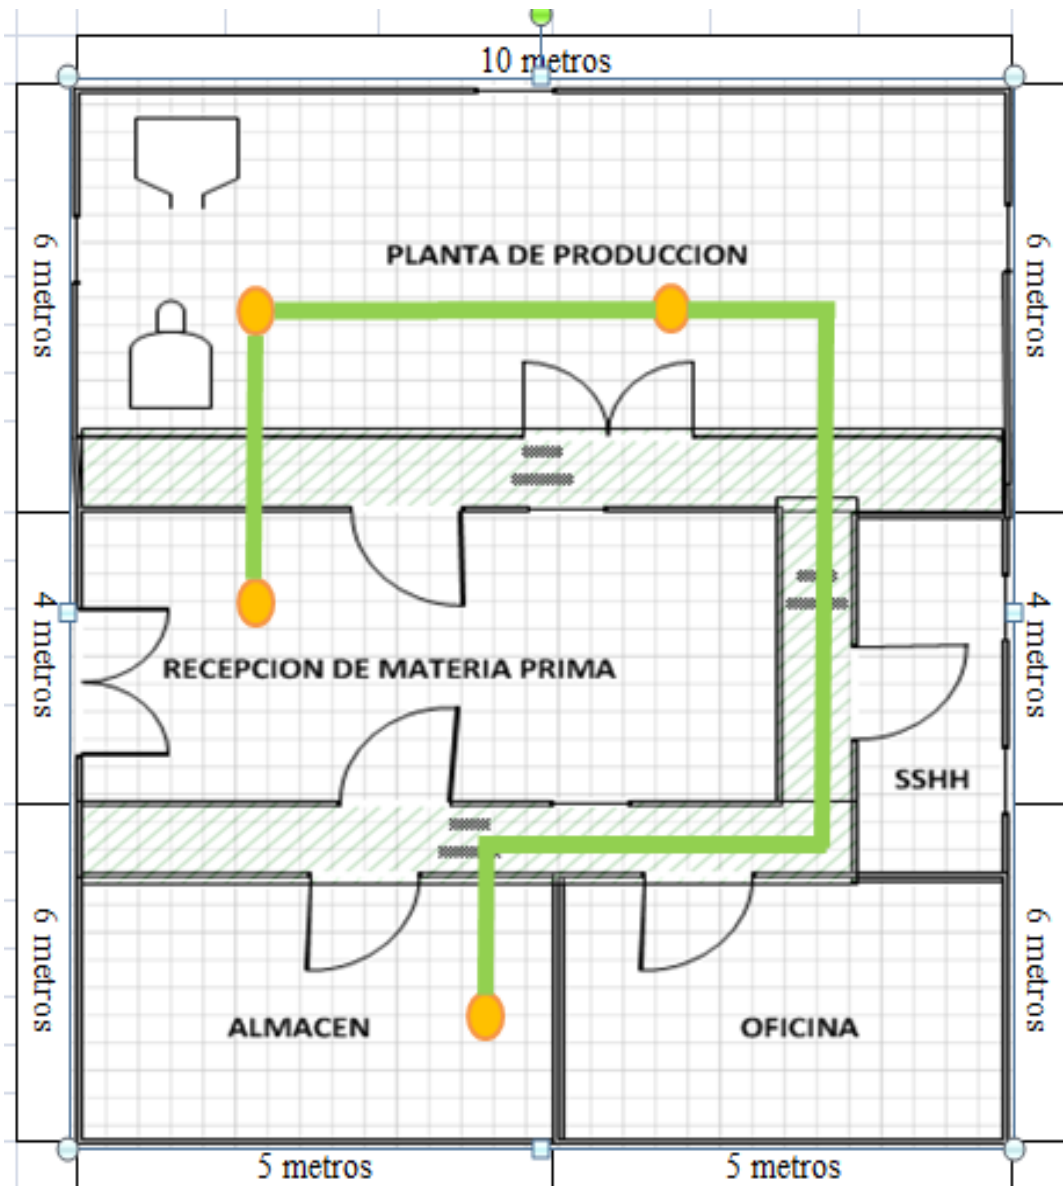 10 metros
6 metros
6 metros
PLANTA DE PRODUCCION
4 metros
4 metros
RECEPCION DE MATERIA PRIMA
SSHH
6 metros
6 metros
ALMACEN
OFICINA
5 metros
5 metros